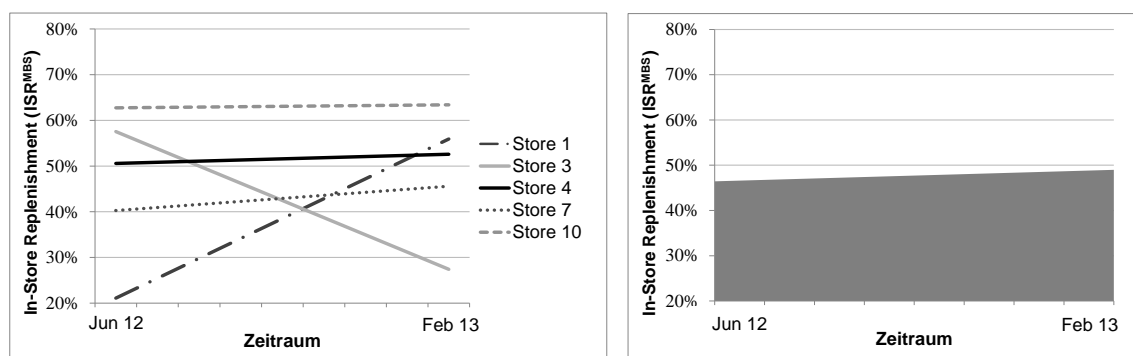 80%
70%
60%
50%
40%
30%
20%
In-Store Replenishment (ISR^MBS)
Jun 12
Feb 13
Zeitraum
Store 1
Store 3
Store 4
Store 7
Store 10
80%
70%
60%
50%
40%
30%
20%
In-Store Replenishment (ISR^MBS)
Jun 12
Feb 13
Zeitraum